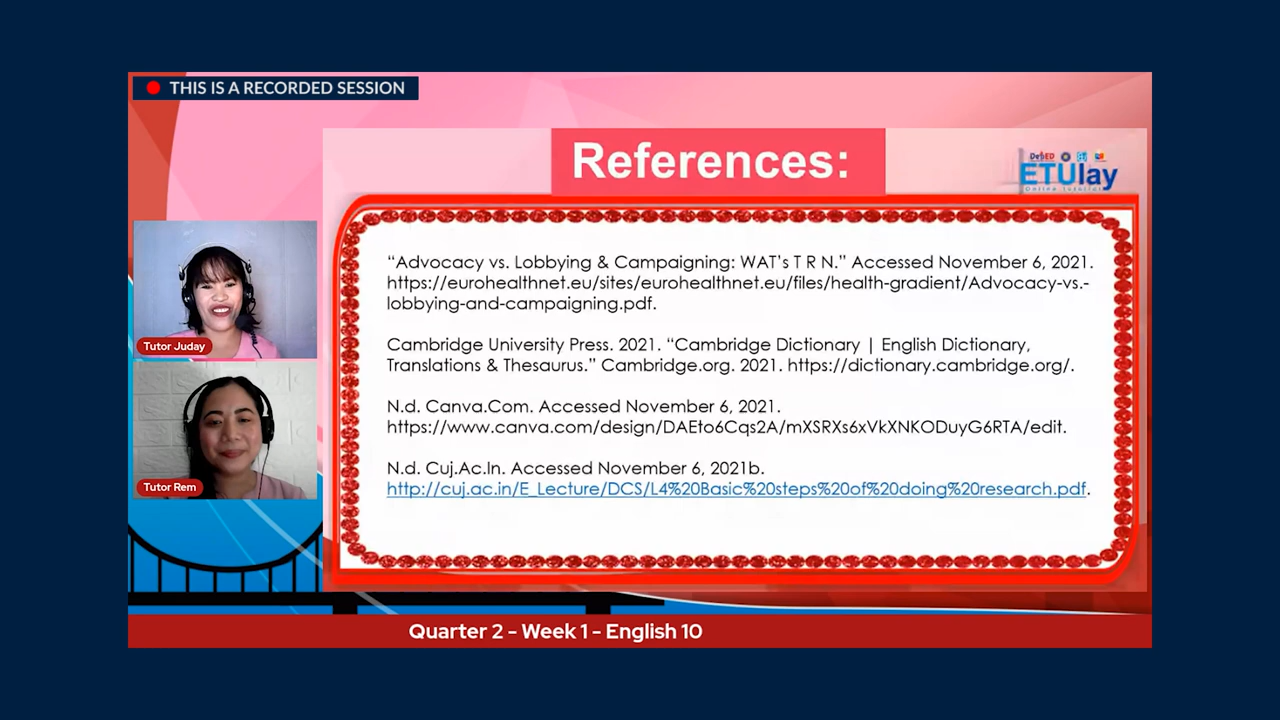 THIS IS A RECORDED SESSION
References:
DepED
ETUlay
Online Tutorial
“Advocacy vs. Lobbying & Campaigning: WAT’s T R N.” Accessed November 6, 2021.
https://eurohealthnet.eu/sites/eurohealthnet.eu/files/health-gradient/Advocacy-vs.-
lobbying-and-campaigning.pdf.
Cambridge University Press. 2021. “Cambridge Dictionary | English Dictionary,
Translations & Thesaurus.” Cambridge.org. 2021. https://dictionary.cambridge.org/.
N.d. Canva.Com. Accessed November 6, 2021.
https://www.canva.com/design/DAEto6Cqs2A/mXSRXs6xVkXNKODuyG6RTA/edit.
N.d. Cuj.Ac.In. Accessed November 6, 2021b.
http://cuj.ac.in/E_Lecture/DCS/L4%20Basic%20steps%20of%20doing%20research.pdf.
Tutor Juday
Tutor Rem
Quarter 2 - Week 1 - English 10